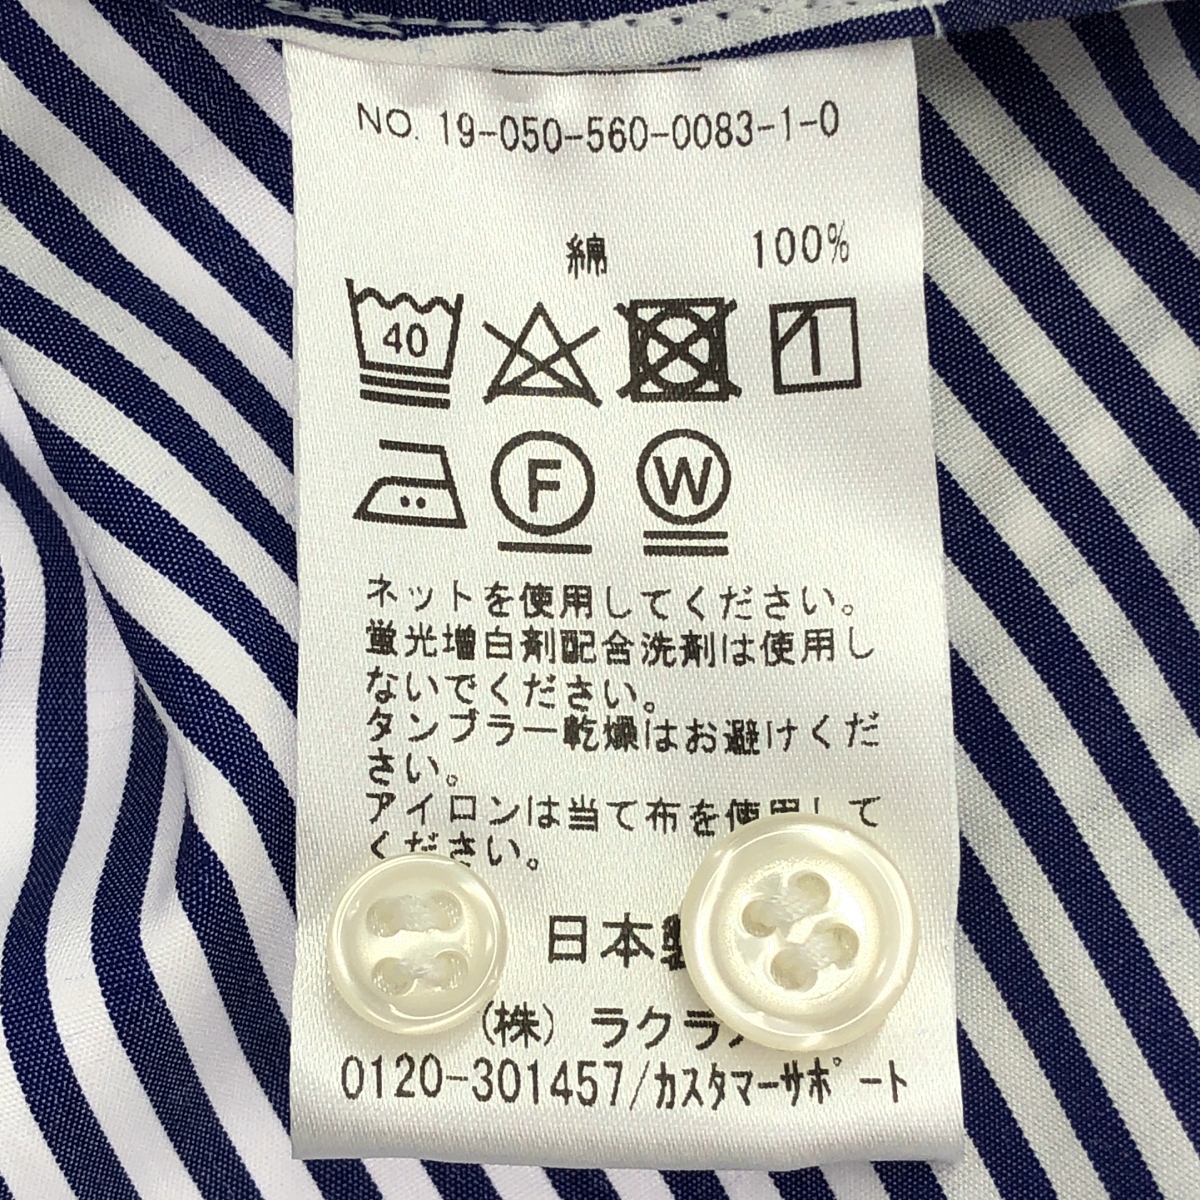 NO. 19-050-560-0083-1-0
綿 100%
40
F W
ネットを使用してください。
蛍光増白剤配合洗剤は使用し
ないでください。
タンブラー乾燥はお避けくだ
さい。
アイロンは当て布を使用して
ください。
日本製
(株) ラクラ
0120-301457/カスタマーサポート